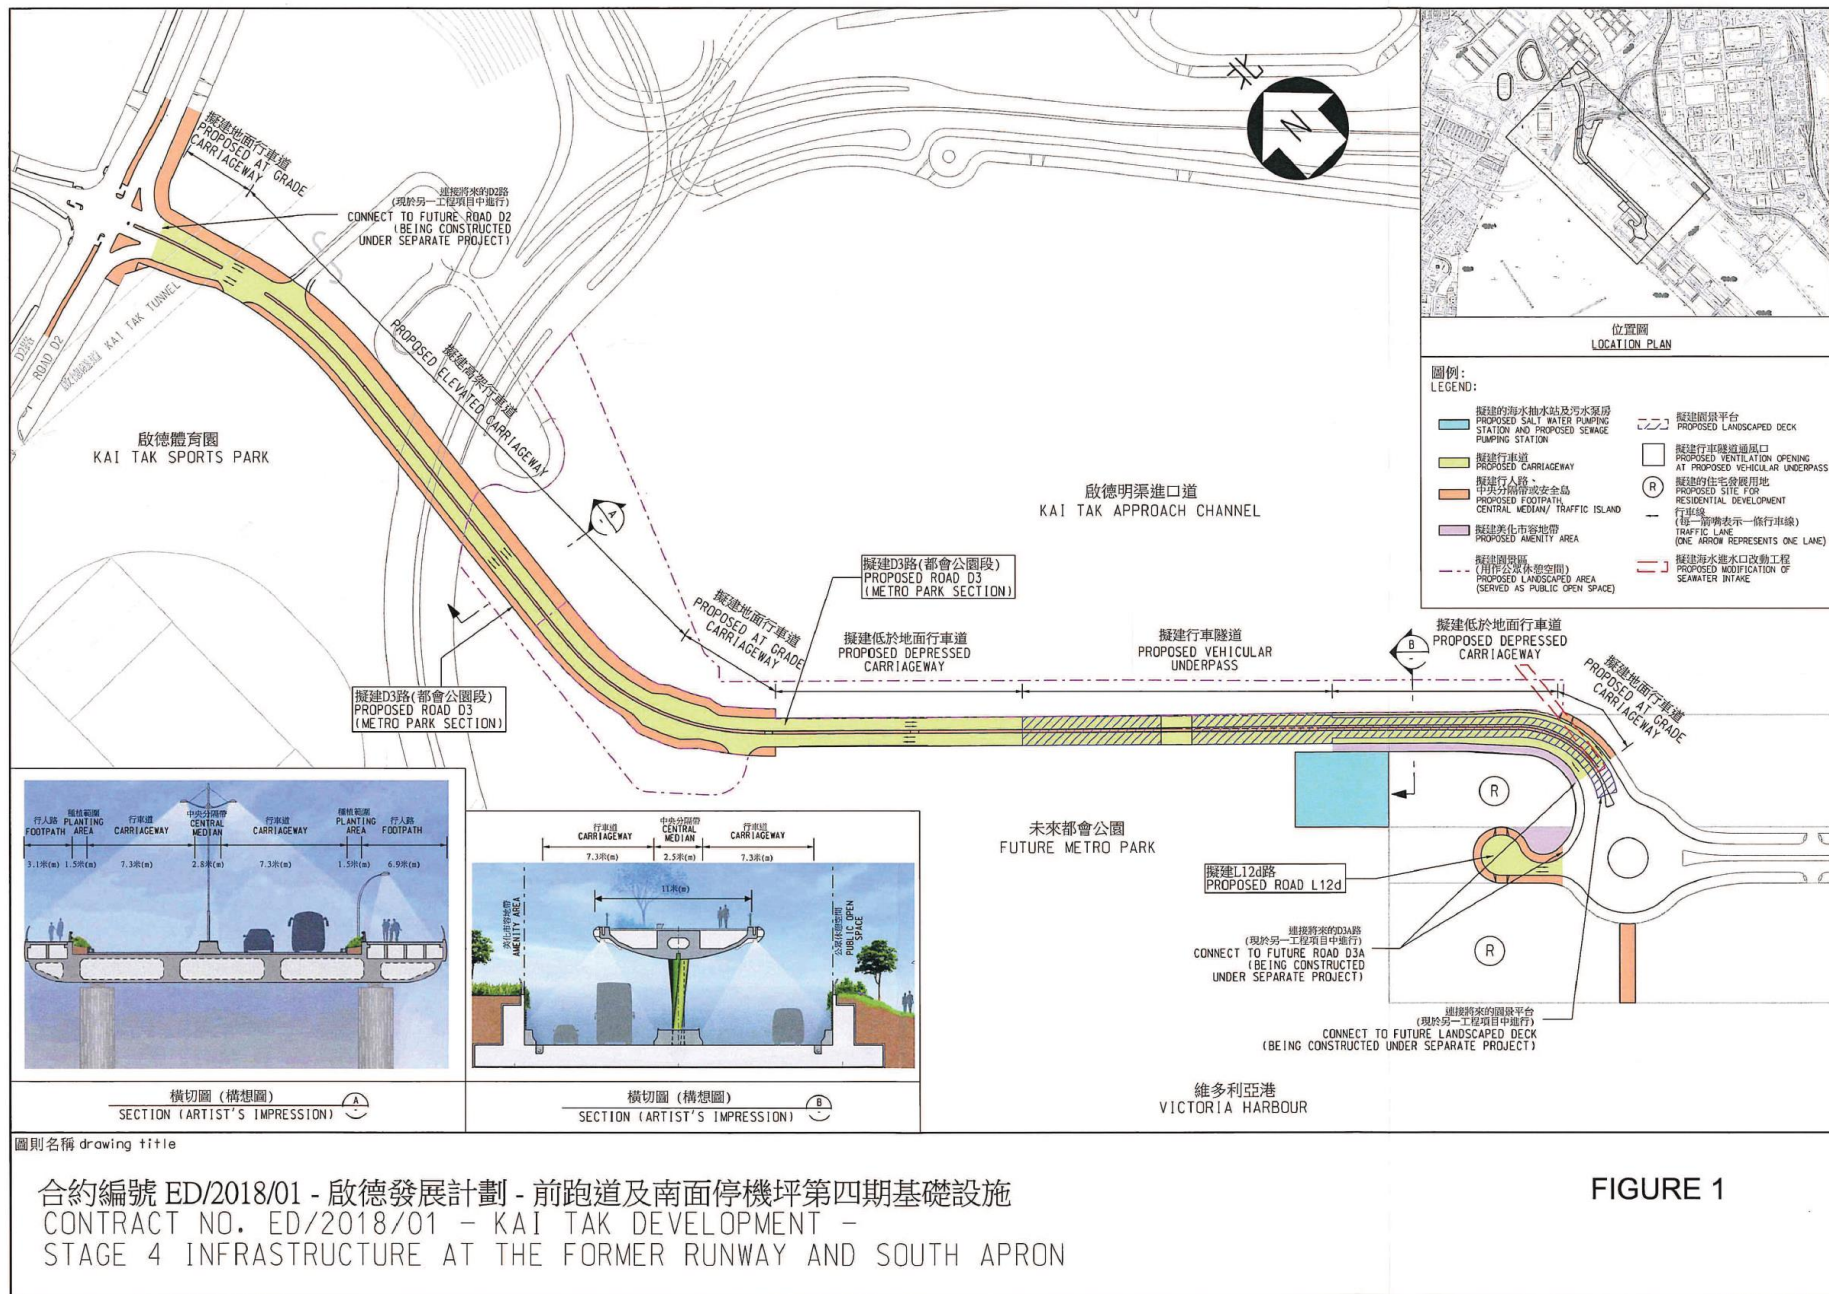 北
N
擬建地面行車道
PROPOSED AT GRADE
CARRIAGEWAY
連接將來的D2路
(現於另一工程項目中進行)
CONNECT TO FUTURE ROAD D2
(BEING CONSTRUCTED
UNDER SEPARATE PROJECT)
ROAD D2
KAI TAK TUNNEL
擬建高架行車道
PROPOSED ELEVATED CARRIAGEWAY
啟德體育園
KAI TAK SPORTS PARK
A
啟德明渠進口道
KAI TAK APPROACH CHANNEL
擬建D3路(都會公園段)
PROPOSED ROAD D3
(METRO PARK SECTION)
擬建D3路(都會公園段)
PROPOSED ROAD D3
(METRO PARK SECTION)
擬建地面行車道
PROPOSED AT GRADE
CARRIAGEWAY
擬建低於地面行車道
PROPOSED DEPRESSED
CARRIAGEWAY
擬建行車隧道
PROPOSED VEHICULAR
UNDERPASS
B
擬建低於地面行車道
PROPOSED DEPRESSED
CARRIAGEWAY
擬建地面行車道
PROPOSED AT GRADE
CARRIAGEWAY
未來都會公園
FUTURE METRO PARK
R
擬建L12d路
PROPOSED ROAD L12d
連接將來的D3A路
(現於另一工程項目中進行)
CONNECT TO FUTURE ROAD D3A
(BEING CONSTRUCTED
UNDER SEPARATE PROJECT)
R
連接將來的園景平台
(現於另一工程項目中進行)
CONNECT TO FUTURE LANDSCAPED DECK
(BEING CONSTRUCTED UNDER SEPARATE PROJECT)
維多利亞港
VICTORIA HARBOUR
位置圖
LOCATION PLAN
圖例:
LEGEND:
擬建的海水抽水站及污水泵房
PROPOSED SALT WATER PUMPING
STATION AND PROPOSED SEWAGE
PUMPING STATION
擬建行車道
PROPOSED CARRIAGEWAY
擬建行人路、
中央分隔帶或安全島
PROPOSED FOOTPATH,
CENTRAL MEDIAN/ TRAFFIC ISLAND
擬建美化市容地帶
PROPOSED AMENITY AREA
擬建園景區
(用作公眾休憩空間)
PROPOSED LANDSCAPED AREA
(SERVED AS PUBLIC OPEN SPACE)
擬建園景平台
PROPOSED LANDSCAPED DECK
擬建行車隧道通風口
PROPOSED VENTILATION OPENING
AT PROPOSED VEHICULAR UNDERPASS
R
擬建的住宅發展用地
PROPOSED SITE FOR
RESIDENTIAL DEVELOPMENT
行車線
(每一箭嘴表示一條行車線)
TRAFFIC LANE
(ONE ARROW REPRESENTS ONE LANE)
擬建海水進水口改動工程
PROPOSED MODIFICATION OF
SEAWATER INTAKE
行人路 種植範圍 行車道 中央分隔帶 行車道 種植範圍 行人路
FOOTPATH PLANTING AREA CARRIAGEWAY CENTRAL MEDIAN CARRIAGEWAY PLANTING AREA FOOTPATH
3.1米(m) 1.5米(m) 7.3米(m) 2.8米(m) 7.3米(m) 1.5米(m) 6.9米(m)
橫切圖 (構想圖)
SECTION (ARTIST'S IMPRESSION)
A
行車道 中央分隔帶 行車道
CARRIAGEWAY CENTRAL MEDIAN CARRIAGEWAY
7.3米(m) 2.5米(m) 7.3米(m)
11米(m)
美化市容地帶
AMENITY AREA
公眾休憩空間
PUBLIC OPEN
SPACE
橫切圖 (構想圖)
SECTION (ARTIST'S IMPRESSION)
B
圖則名稱 drawing title
合約編號 ED/2018/01 - 啟德發展計劃 - 前跑道及南面停機坪第四期基礎設施
CONTRACT NO. ED/2018/01 - KAI TAK DEVELOPMENT -
STAGE 4 INFRASTRUCTURE AT THE FORMER RUNWAY AND SOUTH APRON
FIGURE 1